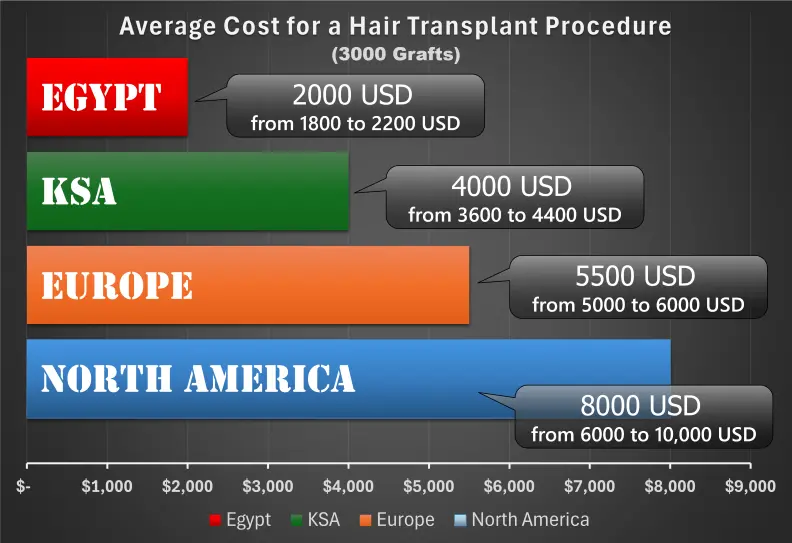 Average Cost for a Hair Transplant Procedure
(3000 Grafts)
EGYPT
2000 USD
from 1800 to 2200 USD
KSA
4000 USD
from 3600 to 4400 USD
EUROPE
5500 USD
from 5000 to 6000 USD
NORTH AMERICA
8000 USD
from 6000 to 10,000 USD
$- $1,000 $2,000 $3,000 $4,000 $5,000 $6,000 $7,000 $8,000 $9,000
Egypt KSA Europe North America